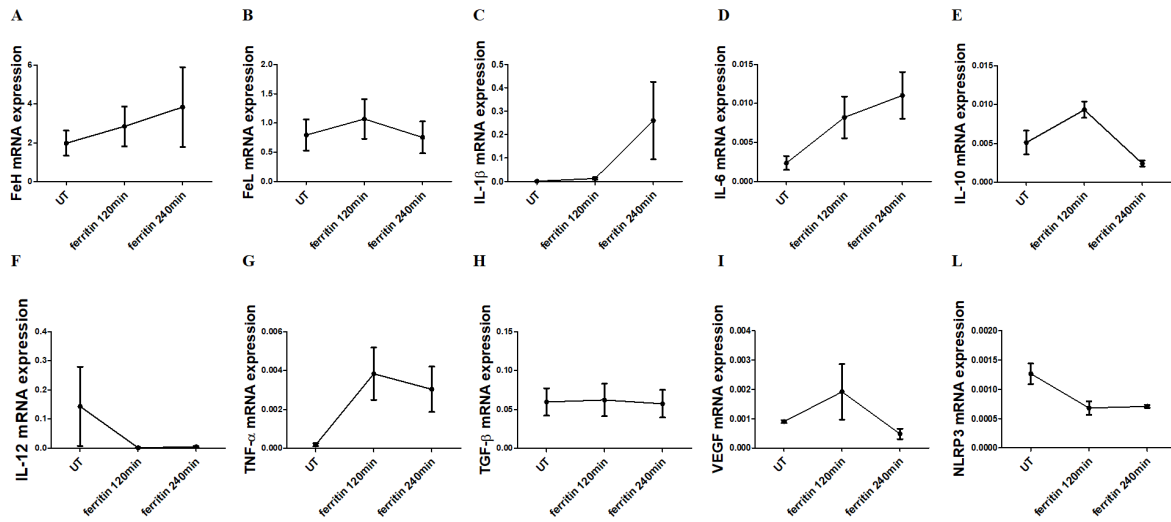 A
FeH mRNA expression
6
4
2
0
UT
ferritin 120min
ferritin 240min
B
FeL mRNA expression
2.0
1.5
1.0
0.5
0.0
UT
ferritin 120min
ferritin 240min
C
IL-1β mRNA expression
0.5
0.4
0.3
0.2
0.1
0.0
UT
ferritin 120min
ferritin 240min
D
IL-6 mRNA expression
0.015
0.010
0.005
0.000
UT
ferritin 120min
ferritin 240min
E
IL-10 mRNA expression
0.015
0.010
0.005
0.000
UT
ferritin 120min
ferritin 240min
F
IL-12 mRNA expression
0.4
0.3
0.2
0.1
0.0
UT
ferritin 120min
ferritin 240min
G
TNF-α mRNA expression
0.006
0.004
0.002
0.000
UT
ferritin 120min
ferritin 240min
H
TGF-β mRNA expression
0.15
0.10
0.05
0.00
UT
ferritin 120min
ferritin 240min
I
VEGF mRNA expression
0.004
0.003
0.002
0.001
0.000
UT
ferritin 120min
ferritin 240min
L
NLRP3 mRNA expression
0.0020
0.0015
0.0010
0.0005
0.0000
UT
ferritin 120min
ferritin 240min